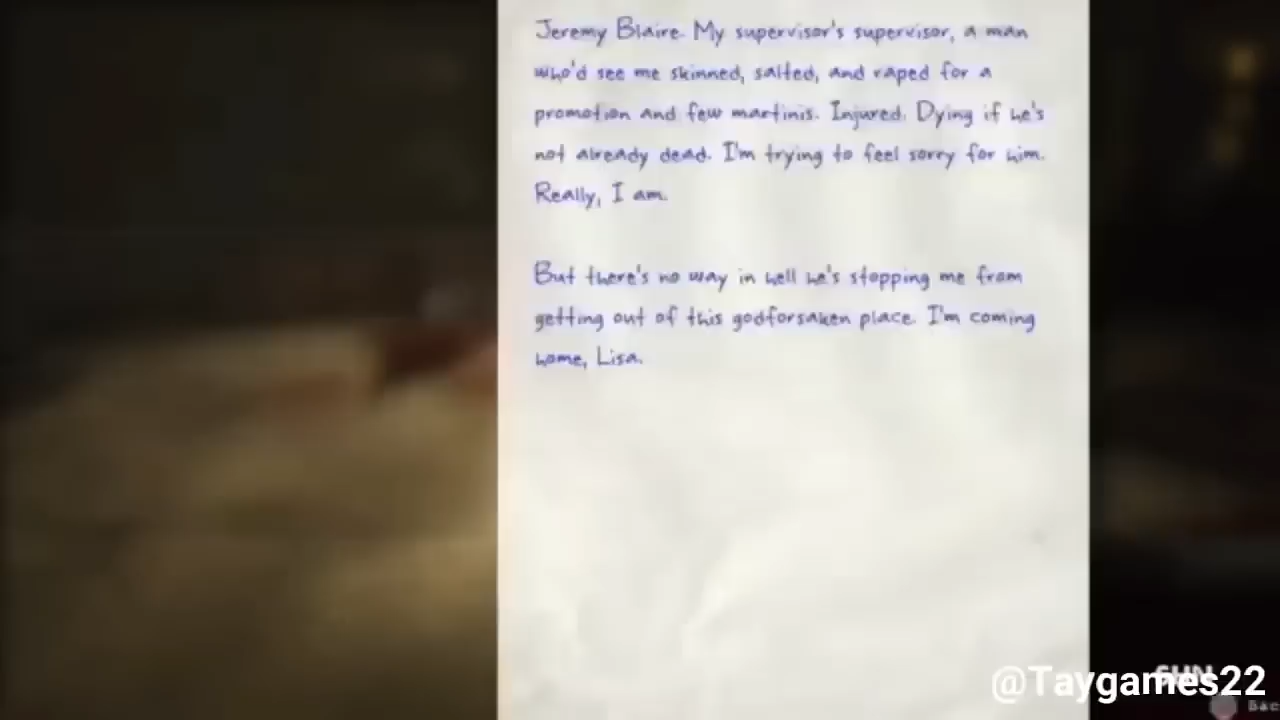 Jeremy Blaire. My supervisor's supervisor, a man
who'd see me skinned, salted, and raped for a
promotion and few martinis. Injured. Dying if he's
not already dead. I'm trying to feel sorry for him.
Really, I am.
But there's no way in hell he's stopping me from
getting out of this godforsaken place. I'm coming
home, Lisa.
@Taygames22
Bac